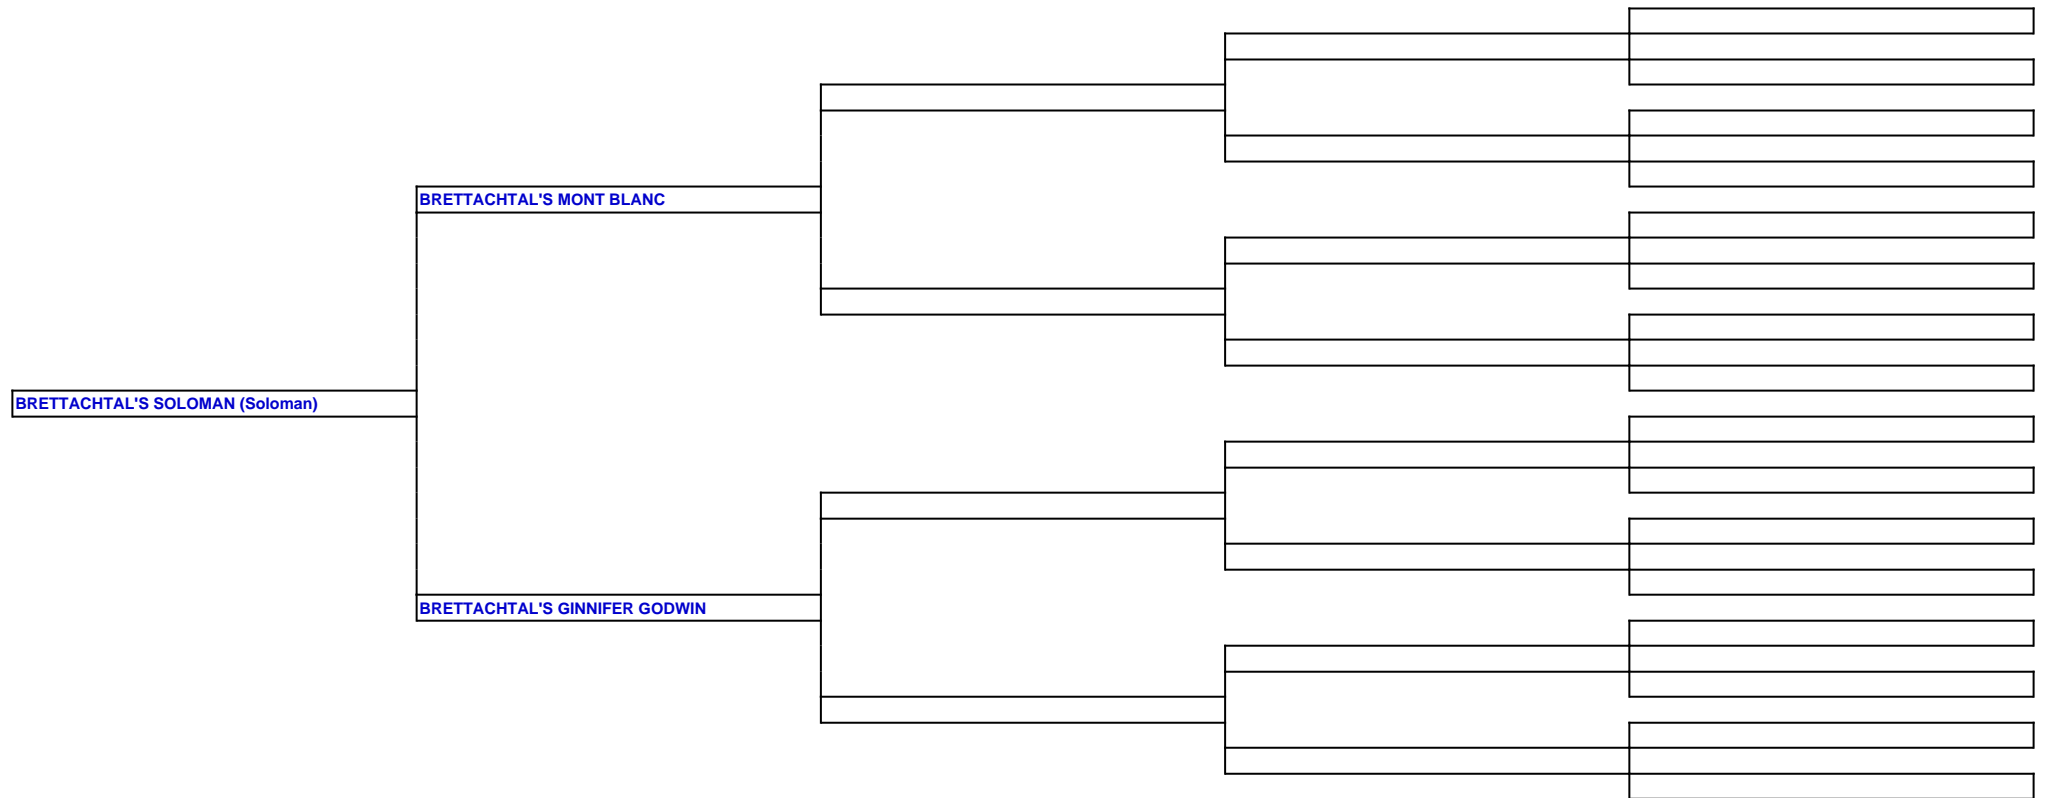 BRETTACHTAL'S MONT BLANC
BRETTACHTAL'S SOLOMAN (Soloman)
BRETTACHTAL'S GINNIFER GODWIN